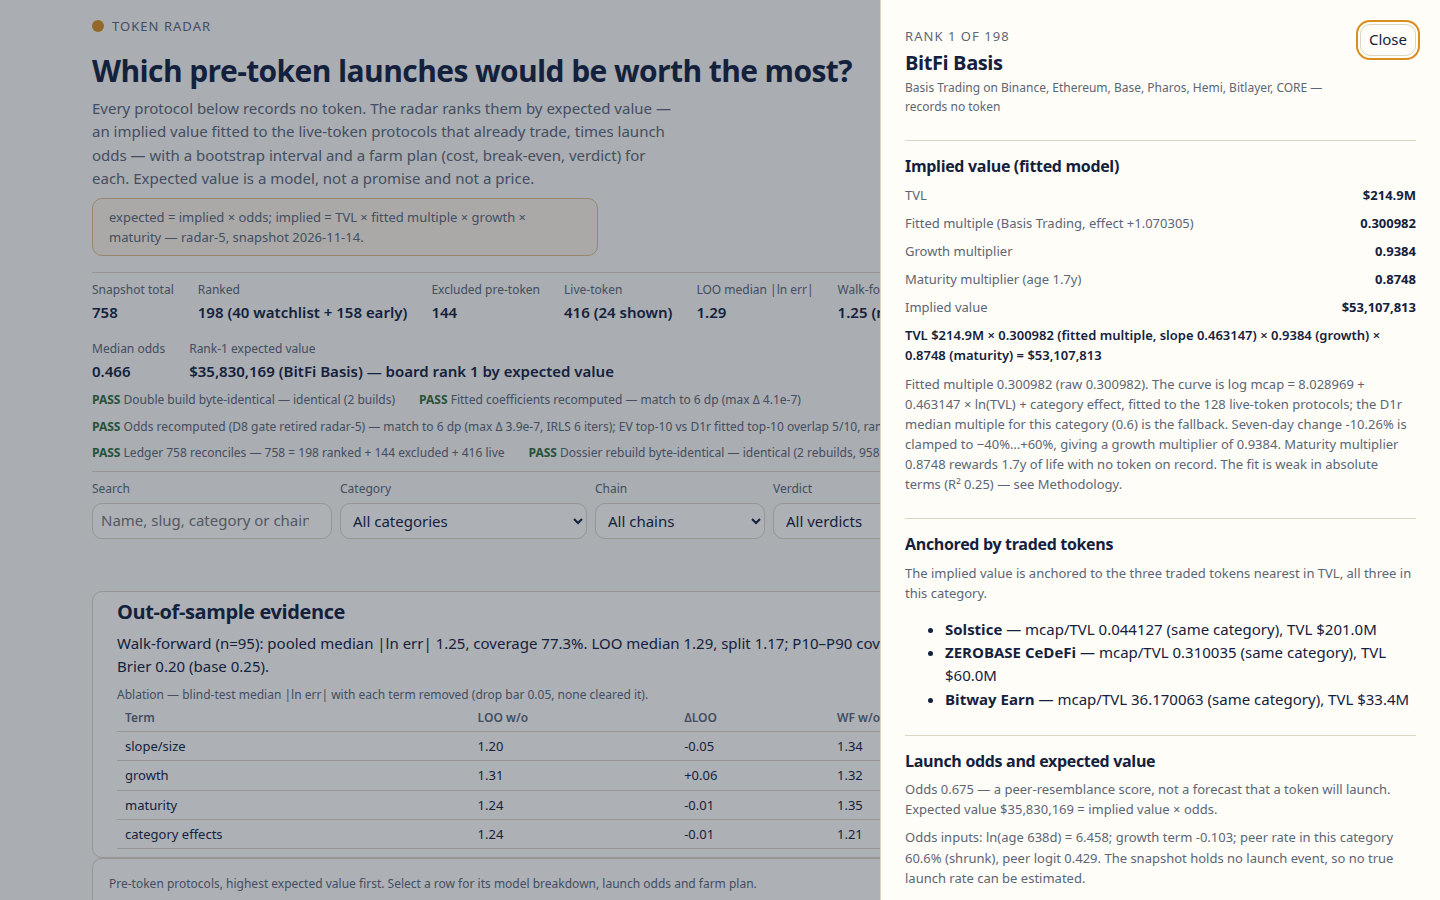 TOKEN RADAR
Which pre-token launches would be worth the most?
Every protocol below records no token. The radar ranks them by expected value —
an implied value fitted to the live-token protocols that already trade, times launch
odds — with a bootstrap interval and a farm plan (cost, break-even, verdict) for
each. Expected value is a model, not a promise and not a price.
expected = implied × odds; implied = TVL × fitted multiple × growth ×
maturity — radar-5, snapshot 2026-11-14.
Snapshot total
758
Ranked
198 (40 watchlist + 158 early)
Excluded pre-token
144
Live-token
416 (24 shown)
LOO median |ln err|
1.29
Walk-fo
1.25 (r
Median odds
0.466
Rank-1 expected value
$35,830,169 (BitFi Basis) — board rank 1 by expected value
PASS Double build byte-identical — identical (2 builds) PASS Fitted coefficients recomputed — match to 6 dp (max Δ 4.1e-7)
PASS Odds recomputed (D8 gate retired radar-5) — match to 6 dp (max Δ 3.9e-7, IRLS 6 iters); EV top-10 vs D1r fitted top-10 overlap 5/10, ran
PASS Ledger 758 reconciles — 758 = 198 ranked + 144 excluded + 416 live PASS Dossier rebuild byte-identical — identical (2 rebuilds, 958
Search
Name, slug, category or chain
Category
All categories
Chain
All chains
Verdict
All verdicts
Out-of-sample evidence
Walk-forward (n=95): pooled median |ln err| 1.25, coverage 77.3%. LOO median 1.29, split 1.17; P10–P90 cov
Brier 0.20 (base 0.25).
Ablation — blind-test median |ln err| with each term removed (drop bar 0.05, none cleared it).
Term LOO w/o ΔLOO WF w/o
slope/size 1.20 -0.05 1.34
growth 1.31 +0.06 1.32
maturity 1.24 -0.01 1.35
category effects 1.24 -0.01 1.21
Pre-token protocols, highest expected value first. Select a row for its model breakdown, launch odds and farm plan.
RANK 1 OF 198
Close
BitFi Basis
Basis Trading on Binance, Ethereum, Base, Pharos, Hemi, Bitlayer, CORE —
records no token
Implied value (fitted model)
TVL $214.9M
Fitted multiple (Basis Trading, effect +1.070305) 0.300982
Growth multiplier 0.9384
Maturity multiplier (age 1.7y) 0.8748
Implied value $53,107,813
TVL $214.9M × 0.300982 (fitted multiple, slope 0.463147) × 0.9384 (growth) ×
0.8748 (maturity) = $53,107,813
Fitted multiple 0.300982 (raw 0.300982). The curve is log mcap = 8.028969 +
0.463147 × ln(TVL) + category effect, fitted to the 128 live-token protocols; the D1r
median multiple for this category (0.6) is the fallback. Seven-day change -10.26% is
clamped to −40%…+60%, giving a growth multiplier of 0.9384. Maturity multiplier
0.8748 rewards 1.7y of life with no token on record. The fit is weak in absolute
terms (R² 0.25) — see Methodology.
Anchored by traded tokens
The implied value is anchored to the three traded tokens nearest in TVL, all three in
this category.
• Solstice — mcap/TVL 0.044127 (same category), TVL $201.0M
• ZEROBASE CeDeFi — mcap/TVL 0.310035 (same category), TVL
$60.0M
• Bitway Earn — mcap/TVL 36.170063 (same category), TVL $33.4M
Launch odds and expected value
Odds 0.675 — a peer-resemblance score, not a forecast that a token will launch.
Expected value $35,830,169 = implied value × odds.
Odds inputs: ln(age 638d) = 6.458; growth term -0.103; peer rate in this category
60.6% (shrunk), peer logit 0.429. The snapshot holds no launch event, so no true
launch rate can be estimated.